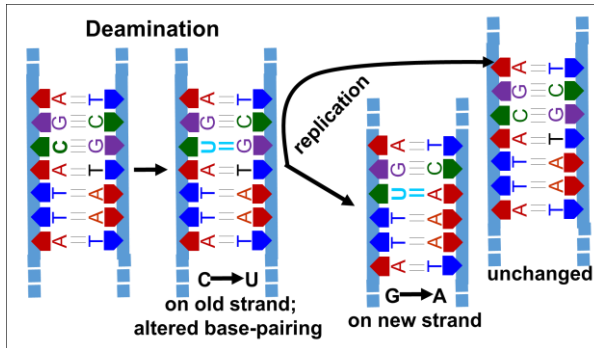 Deamination
A T
G C
C G
A T
T A
T A
A T
A T
G C
U=G
A T
T A
T A
A T
C→U
on old strand;
altered base-pairing
replication
A T
G C
U=A
T A
T A
A T
G→A
on new strand
A T
G C
C G
A T
T A
T A
A T
unchanged